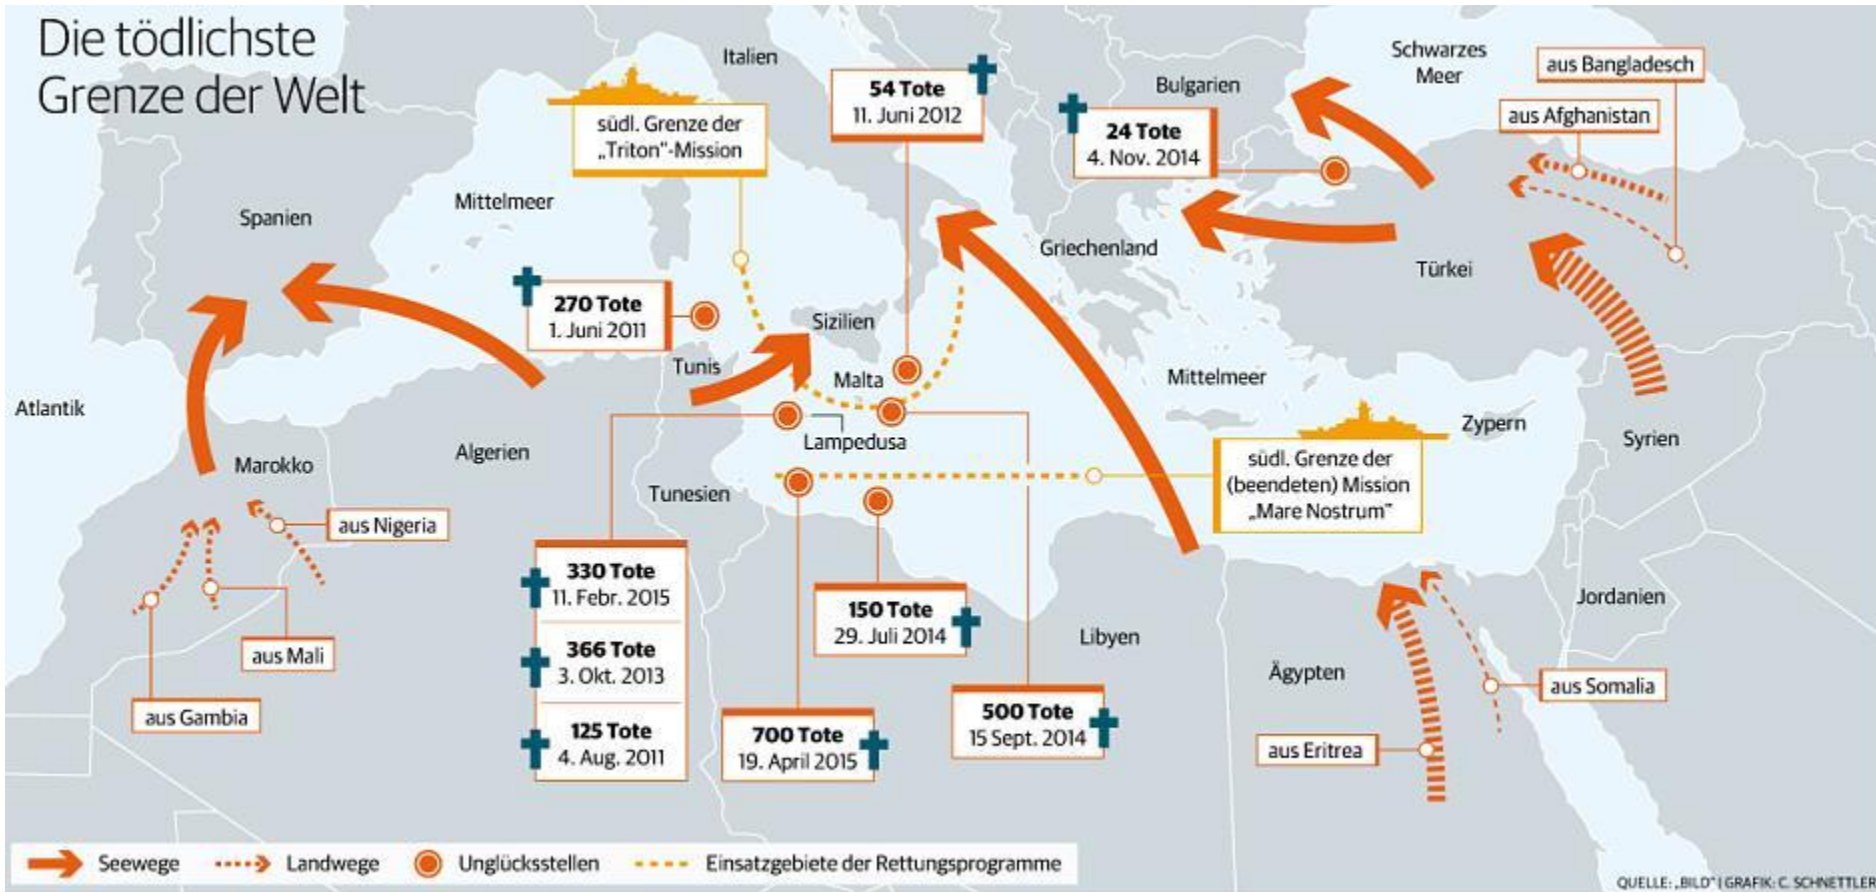 Die tödlichste
Grenze der Welt
Italien
54 Tote
11. Juni 2012
Bulgarien
Schwarzes
Meer
aus Bangladesch
aus Afghanistan
24 Tote
4. Nov. 2014
südl. Grenze der
„Triton“-Mission
Mittelmeer
Spanien
Griechenland
Türkei
270 Tote
1. Juni 2011
Sizilien
Tunis
Malta
Mittelmeer
Atlantik
Zypern
Syrien
Lampedusa
Algerien
Marokko
südl. Grenze der
(beendeten) Mission
„Mare Nostrum“
Tunesien
aus Nigeria
330 Tote
11. Febr. 2015
366 Tote
3. Okt. 2013
125 Tote
4. Aug. 2011
150 Tote
29. Juli 2014
Libyen
Jordanien
Ägypten
aus Mali
aus Gambia
aus Somalia
500 Tote
15 Sept. 2014
700 Tote
19. April 2015
aus Eritrea
Seewege
Landwege
Unglücksstellen
Einsatzgebiete der Rettungsprogramme
QUELLE: „BILD“ | GRAFIK: C. SCHNETTLER